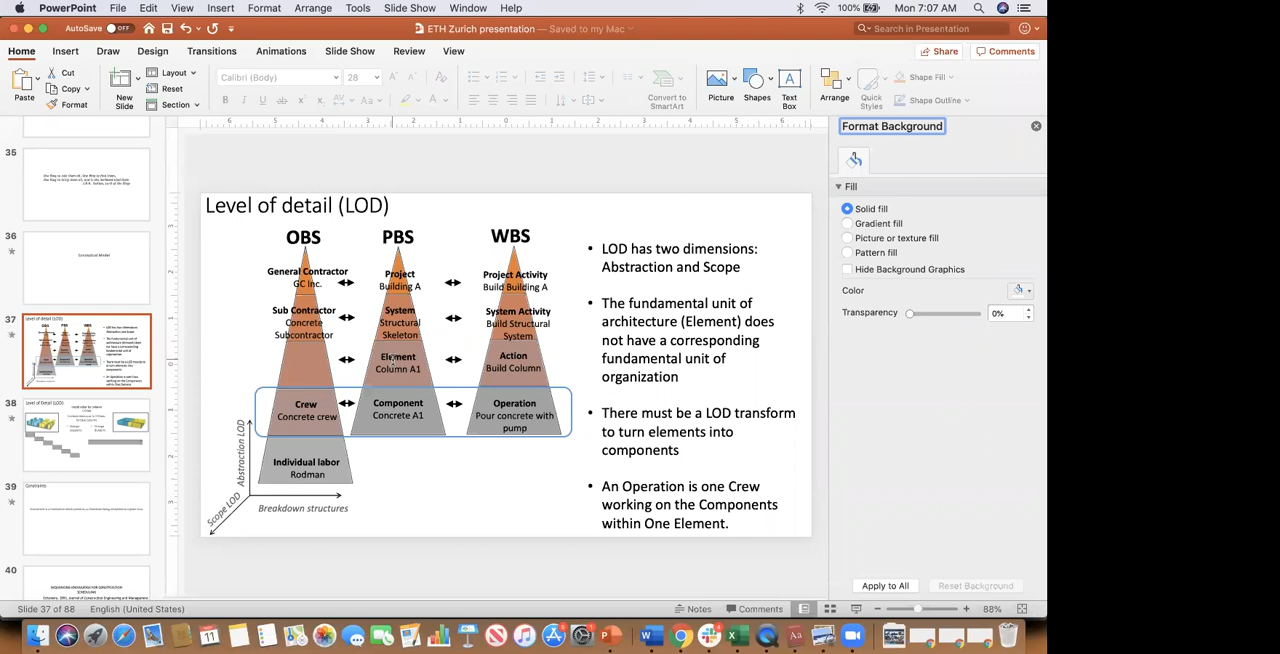 PowerPoint File Edit View Insert Format Arrange Tools Slide Show Window Help 100% Mon 7:07 AM
AutoSave OFF ETH Zurich presentation — Saved to my Mac Search in Presentation
Home Insert Draw Design Transitions Animations Slide Show Review View Share Comments
Paste Cut Copy Format
New Slide Layout Reset Section
Calibri (Body) 28
Convert to SmartArt
Picture Shapes Text Box Arrange Quick Styles Shape Fill Shape Outline
35
36
Conceptual Model
37
38
39
Constraints
40
Level of detail (LOD)
OBS PBS WBS
General Contractor
GC Inc.
Project
Building A
Project Activity
Build Building A
Sub Contractor
Concrete
Subcontractor
System
Structural
Skeleton
System Activity
Build Structural
System
Element
Column A1
Action
Build Column
Crew
Concrete crew
Component
Concrete A1
Operation
Pour concrete with
pump
Individual labor
Rodman
Abstraction LOD
Scope LOD
Breakdown structures
• LOD has two dimensions:
Abstraction and Scope
• The fundamental unit of
architecture (Element) does
not have a corresponding
fundamental unit of
organization
• There must be a LOD transform
to turn elements into
components
• An Operation is one Crew
working on the Components
within One Element.
Format Background
Fill
Solid fill
Gradient fill
Picture or texture fill
Pattern fill
Hide Background Graphics
Color
Transparency 0%
Apply to All Reset Background
Slide 37 of 88 English (United States) Notes Comments 88%